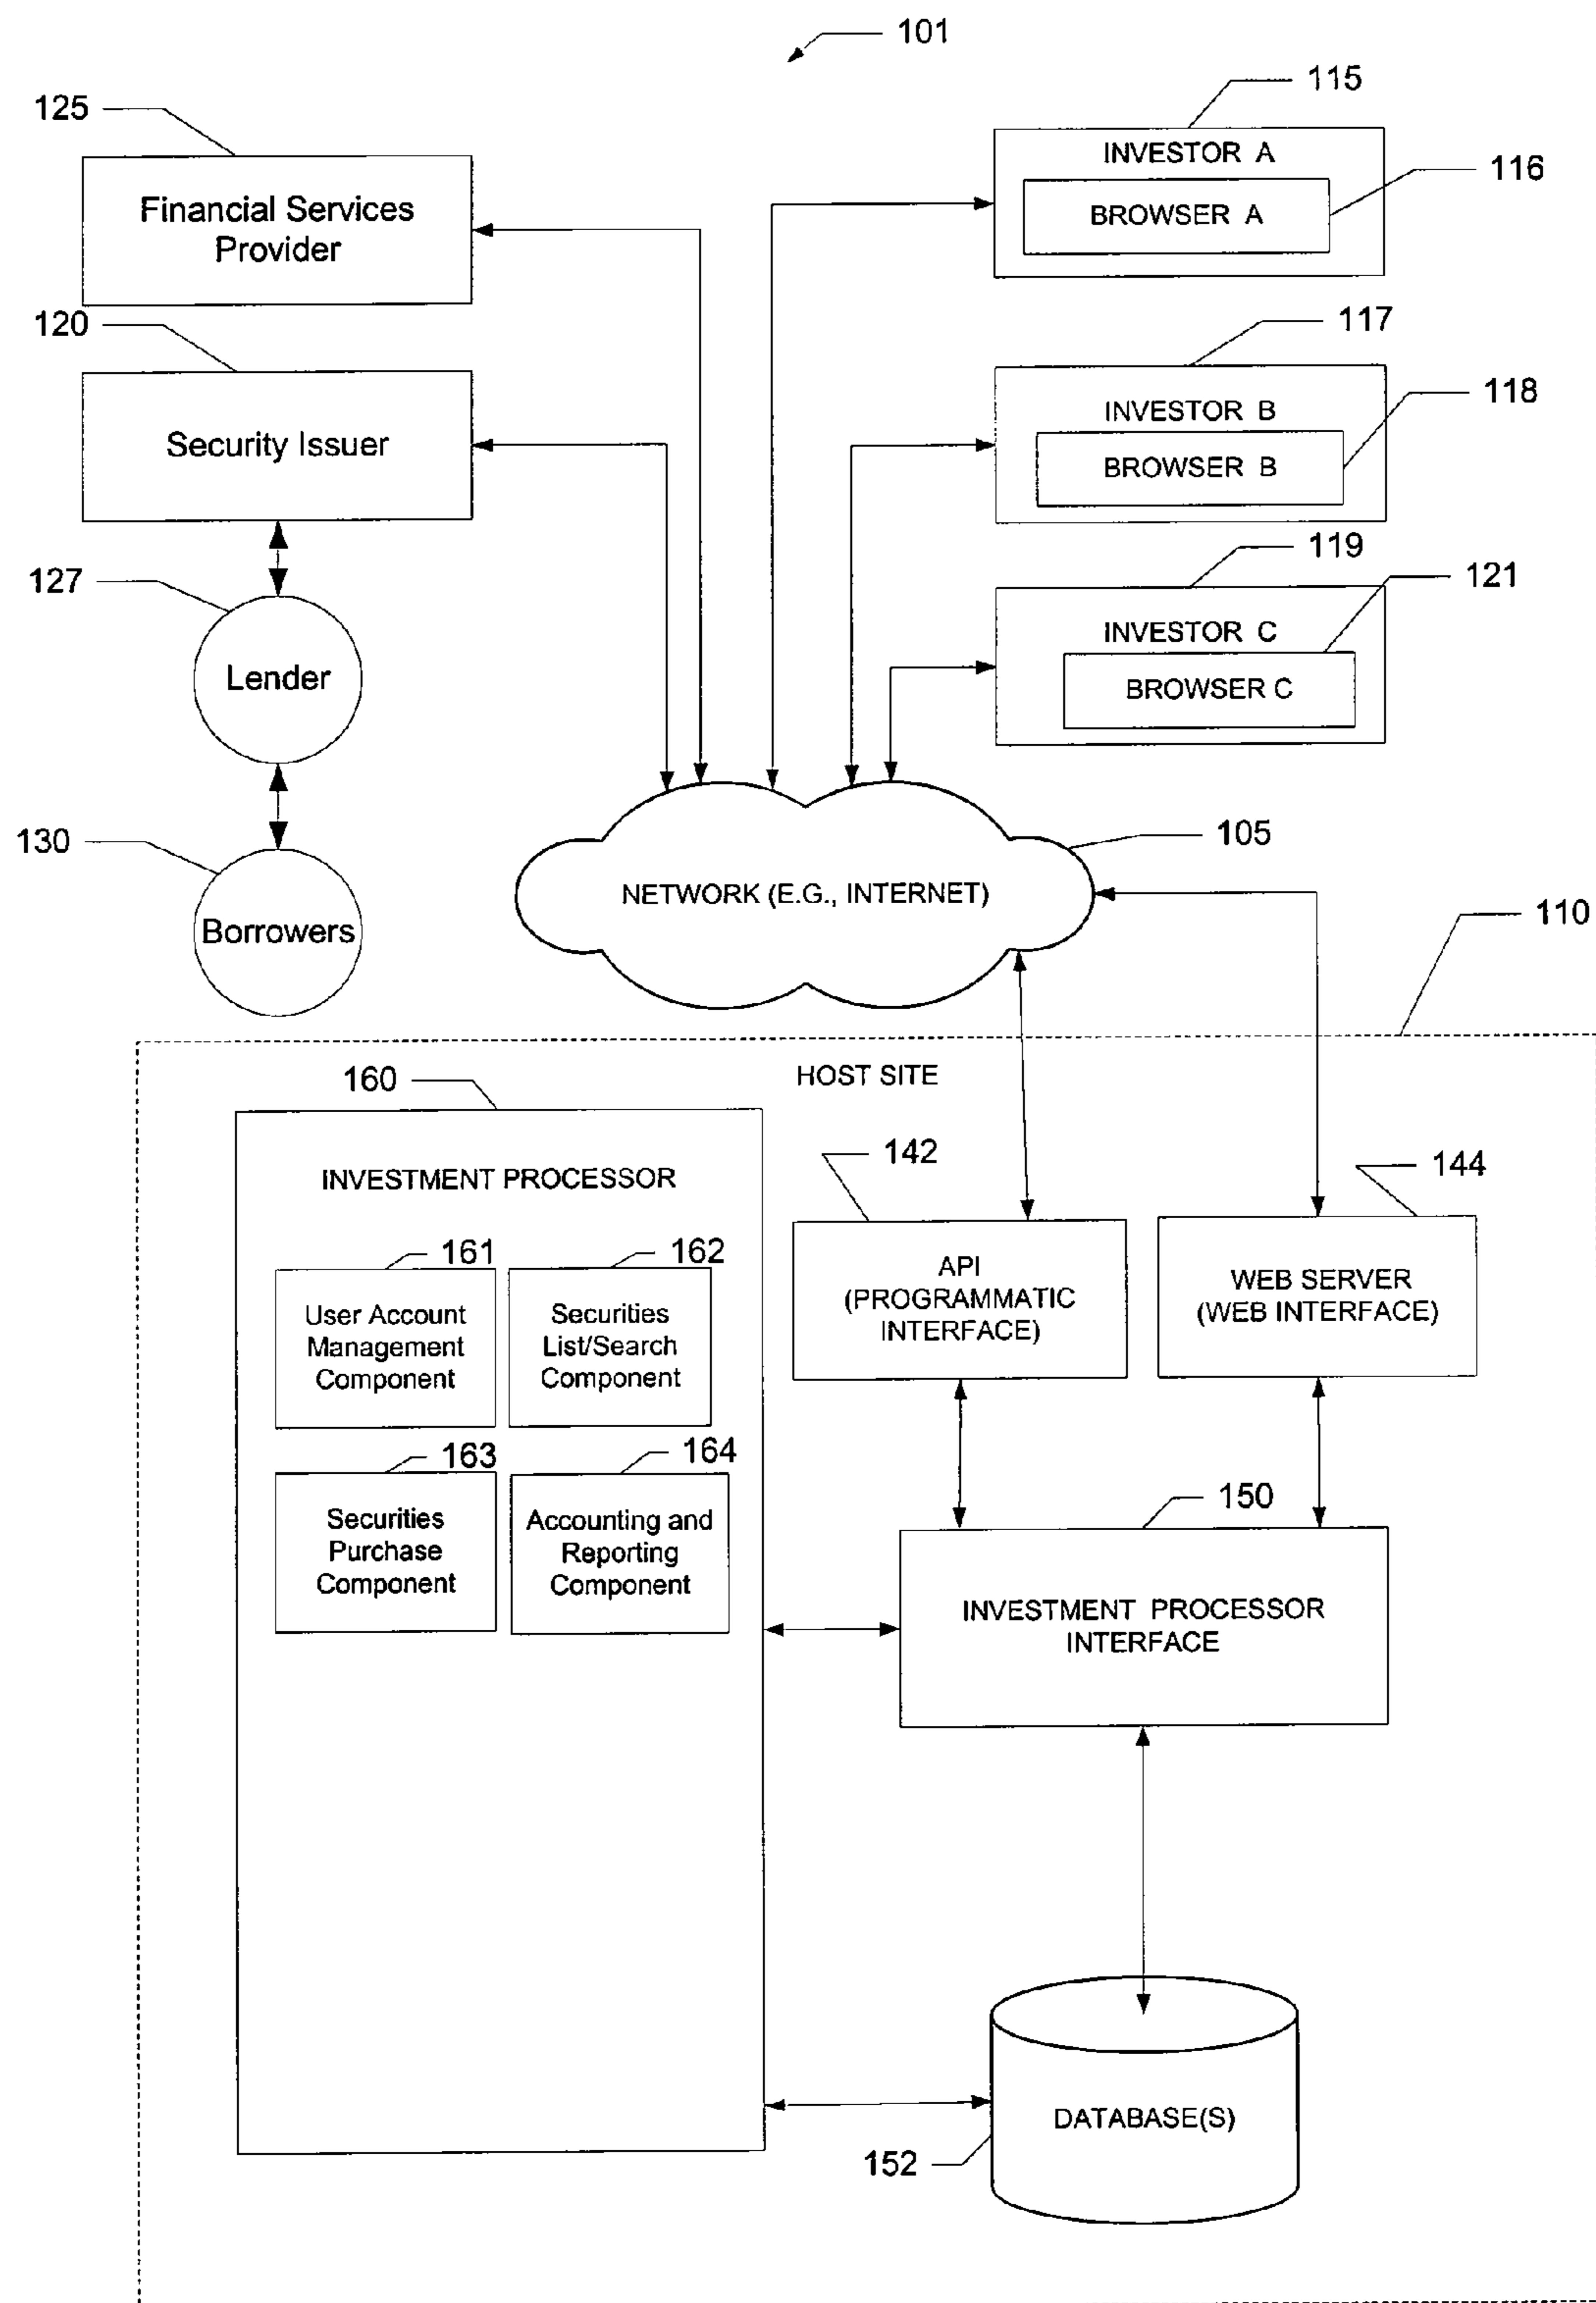 101
125
115
Financial Services
Provider
INVESTOR A
116
BROWSER A
120
117
Security Issuer
INVESTOR B
118
BROWSER B
119
127
121
INVESTOR C
Lender
BROWSER C
130
105
NETWORK (E.G., INTERNET)
Borrowers
110
HOST SITE
160
INVESTMENT PROCESSOR
142
144
161
162
User Account
Management
Component
Securities
List/Search
Component
API
(PROGRAMMATIC
INTERFACE)
WEB SERVER
(WEB INTERFACE)
163
164
Securities
Purchase
Component
Accounting and
Reporting
Component
150
INVESTMENT PROCESSOR
INTERFACE
DATABASE(S)
152